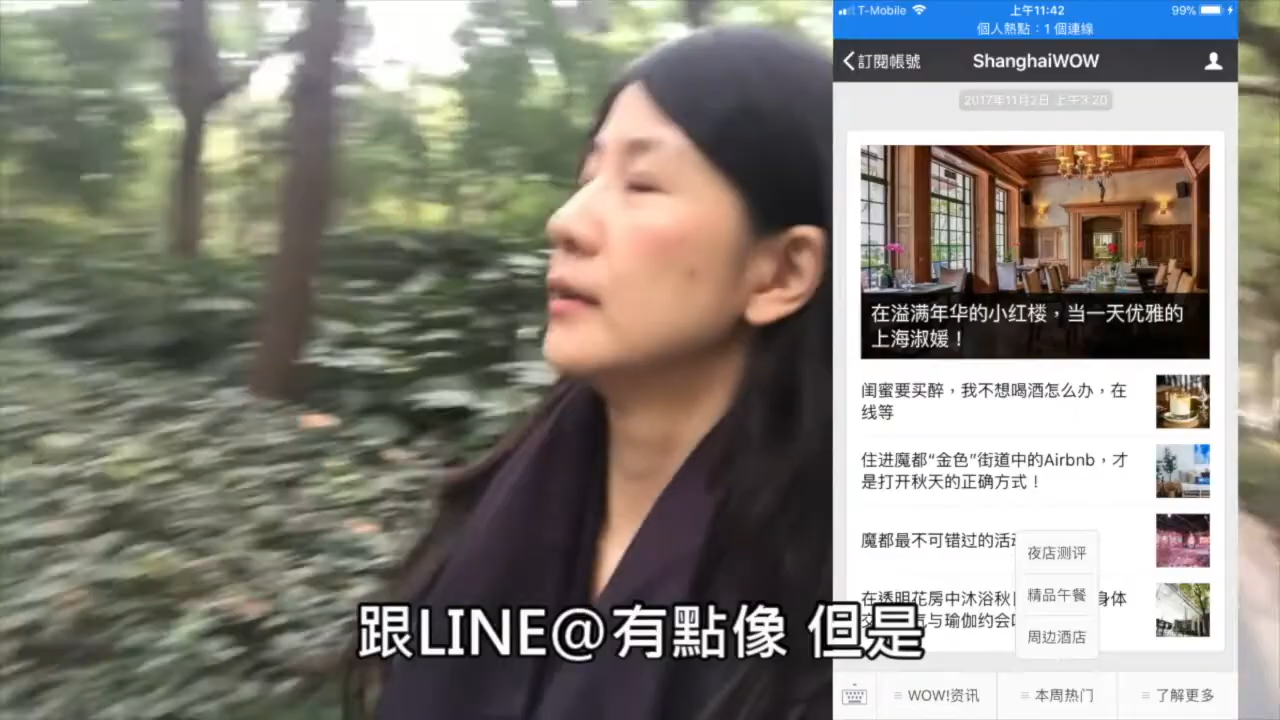 T-Mobile
上午11:42
99%
個人熱點：1 個連線
訂閱帳號
ShanghaiWOW
2017年11月2日 上午3:20
在溢满年华的小红楼，当一天优雅的
上海淑媛！
闺蜜要买醉，我不想喝酒怎么办，在
线等
住进魔都“金色”街道中的Airbnb，才
是打开秋天的正确方式！
魔都最不可错过的活
夜店测评
精品午餐
周边酒店
在透明花房中沐浴秋
身体
与瑜伽约会
跟LINE@有點像 但是
WOW!资讯
本周热门
了解更多